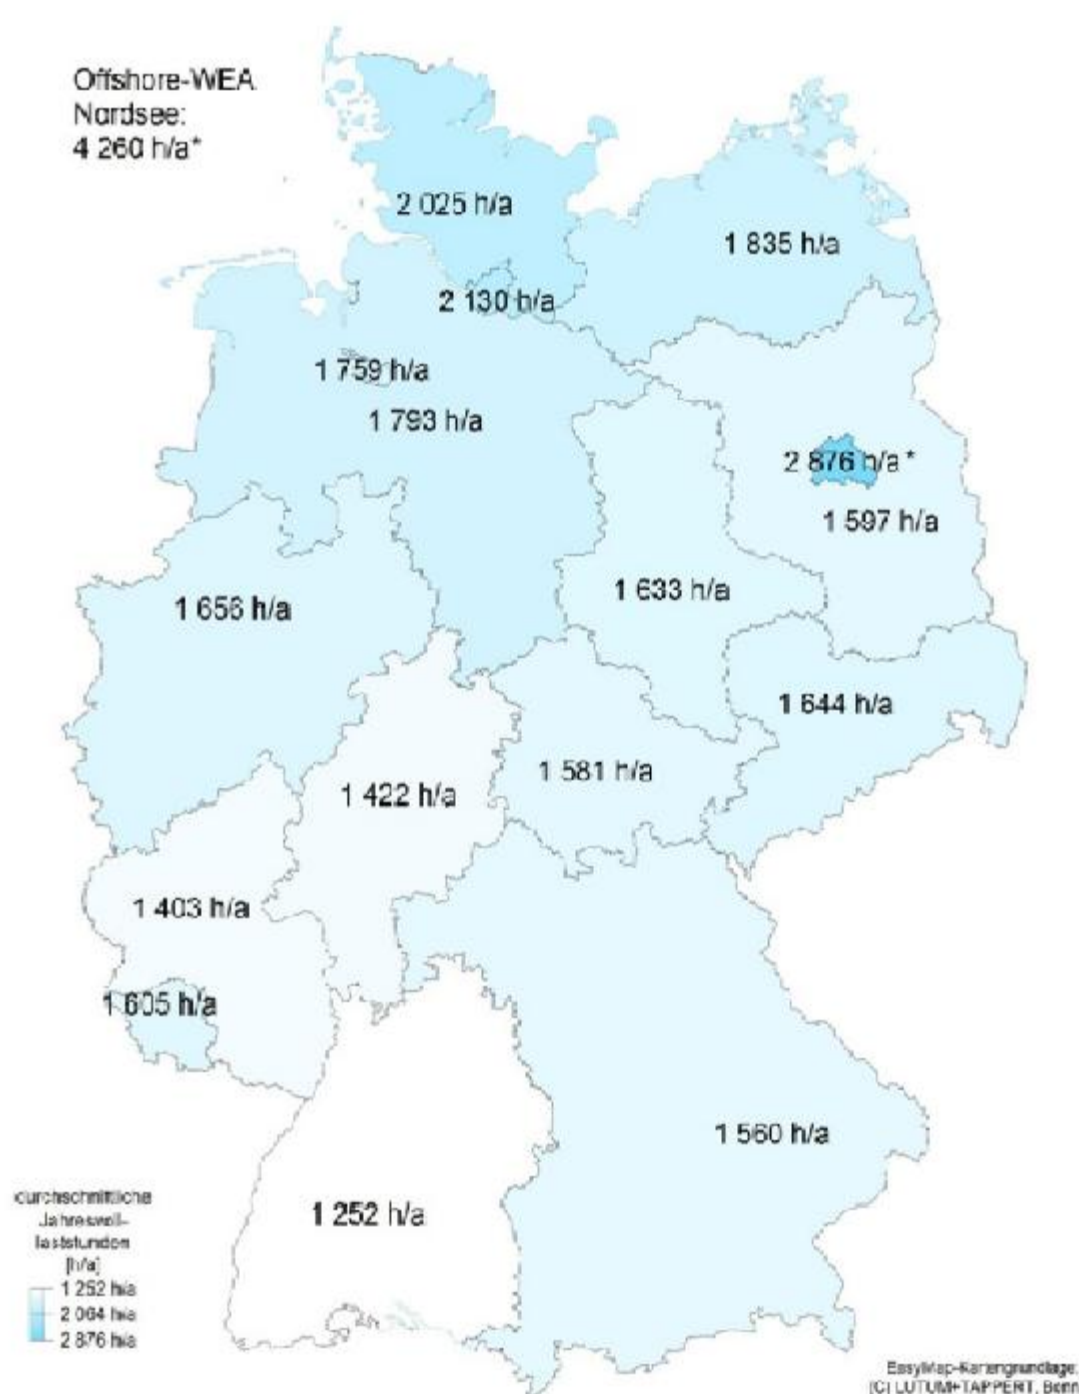 Offshore-WEA
Nordsee:
4 260 h/a*
2 025 h/a
1 835 h/a
2 130 h/a
1 759 h/a
1 793 h/a
2 876 h/a *
1 597 h/a
1 633 h/a
1 656 h/a
1 644 h/a
1 581 h/a
1 422 h/a
1 403 h/a
1 605 h/a
1 560 h/a
1 252 h/a
durchschnittliche
Jahresvoll-
laststunden
[h/a]
1 252 h/a
2 064 h/a
2 876 h/a
EasyMap-Kartengrundlage:
(C) LUTUM+TAPPERT, Bonn